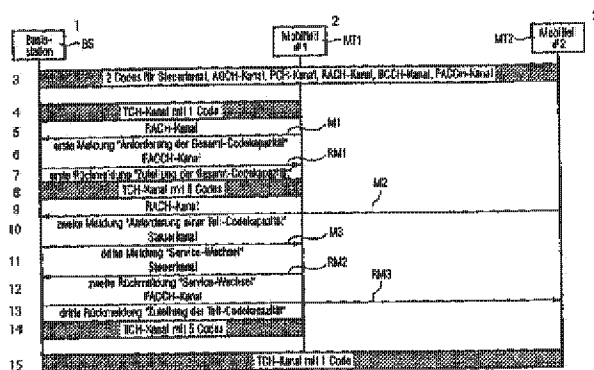 1
Basis-
station
BS
2
Mobilteil
#1
MT1
2
MT2
Mobilteil
#2
3
2 Codes für Steuerkanal, AGCH-Kanal, PCH-Kanal, RACH-Kanal, BCCH-Kanal, FACCH-Kanal
4
TCH-Kanal mit 1 Code
5
RACH-Kanal
M1
erste Meldung "Anforderung der Gesamt-Codekapazität"
6
FACCH-Kanal
RM1
7
erste Rückmeldung "Zuteilung der Gesamt-Codekapazität"
8
TCH-Kanal mit 6 Codes
9
RACH-Kanal
M2
10
zweite Meldung "Anforderung einer Teil-Codekapazität"
Steuerkanal
M3
11
dritte Meldung "Service-Wechsel"
Steuerkanal
RM2
12
zweite Rückmeldung "Service-Wechsel"
FACCH-Kanal
RM3
13
dritte Rückmeldung "Zuteilung der Teil-Codekapazität"
14
TCH-Kanal mit 5 Codes
15
TCH-Kanal mit 1 Code